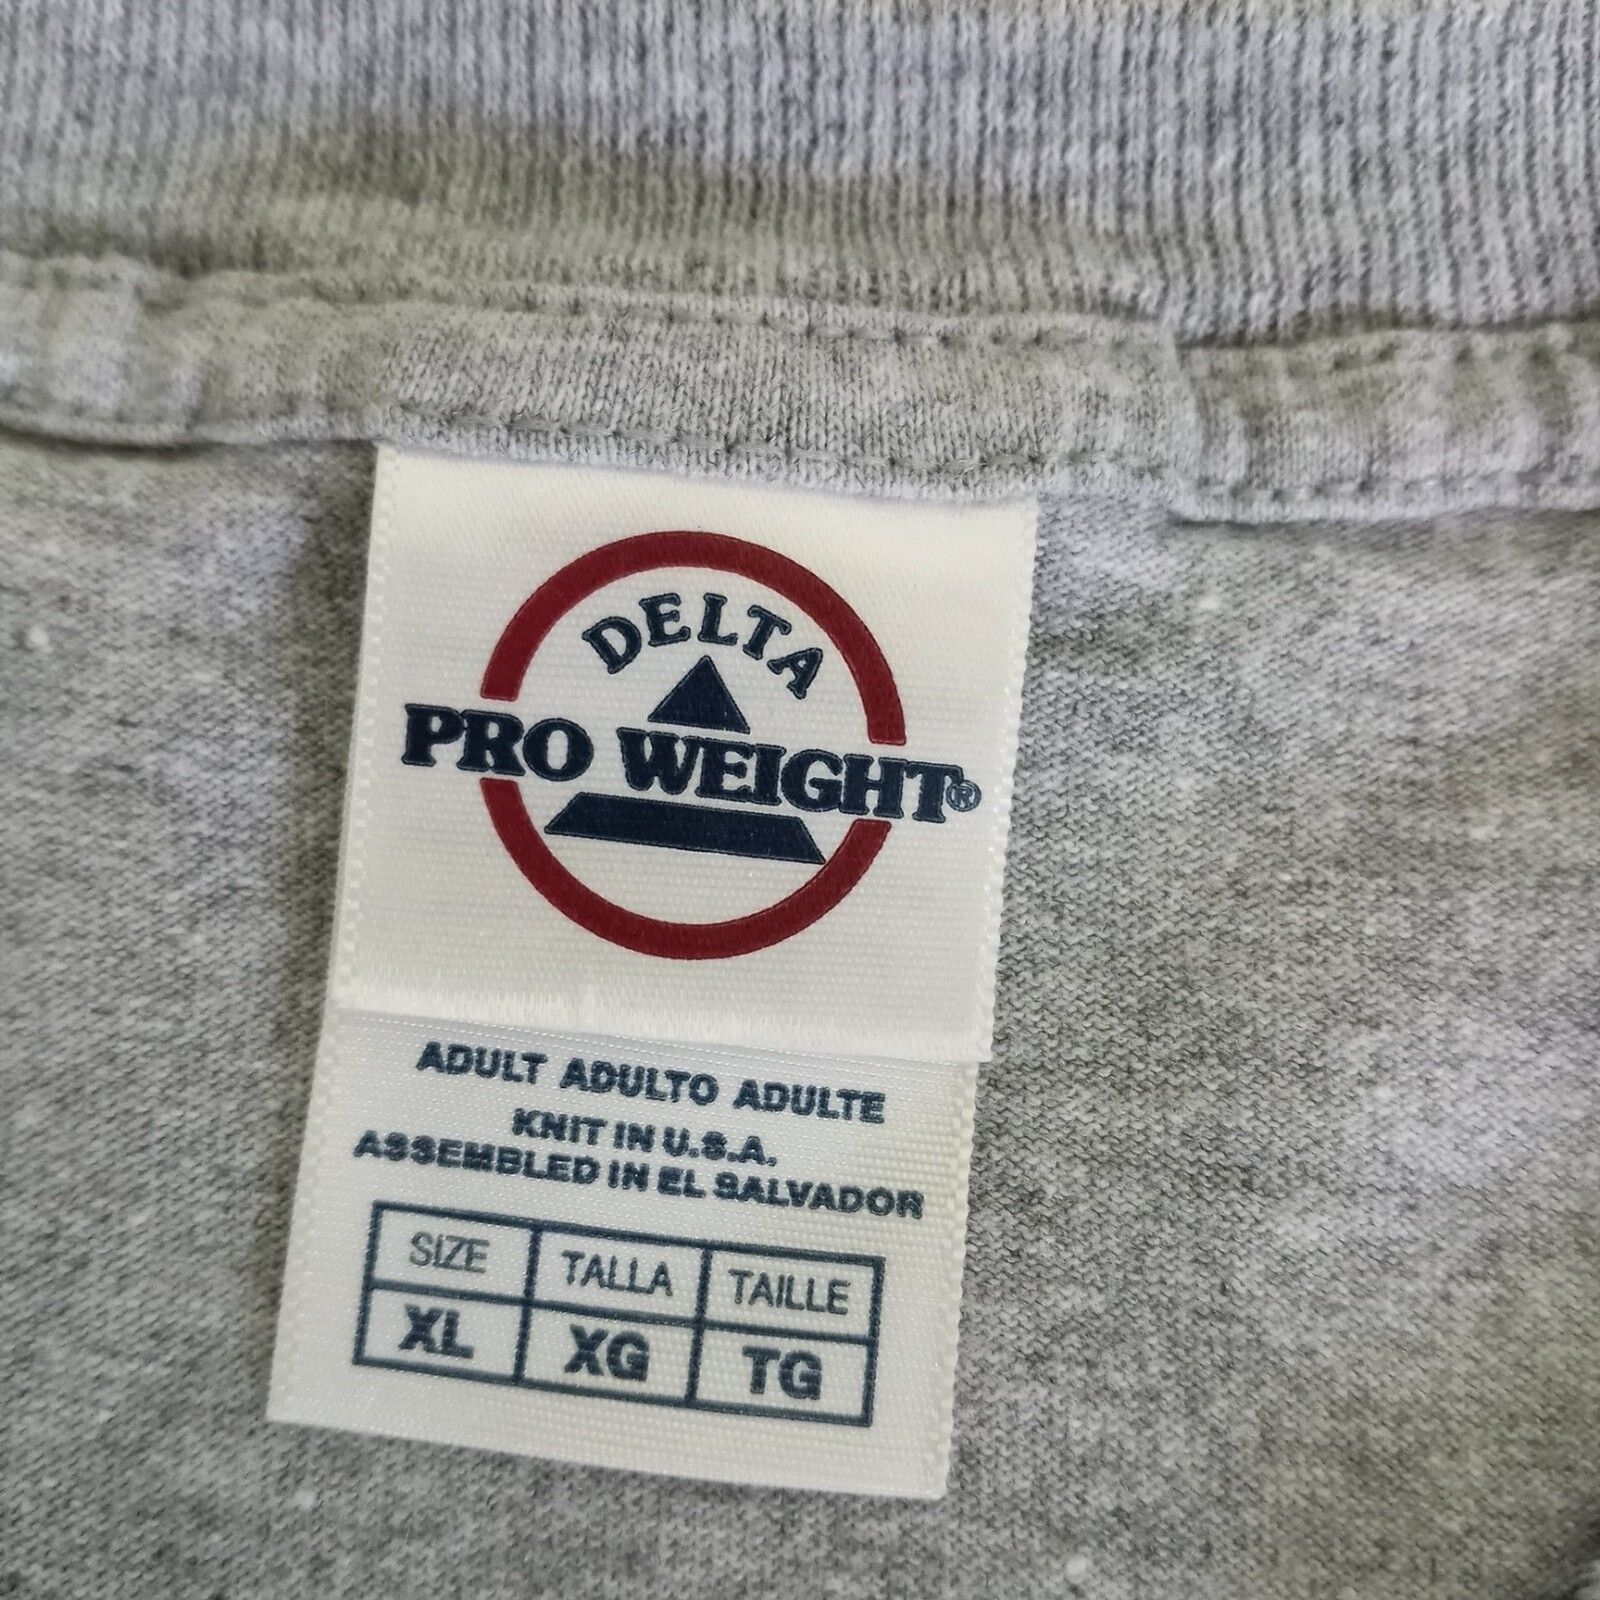 DELTA
PRO WEIGHT®
ADULT ADULTO ADULTE
KNIT IN U.S.A.
ASSEMBLED IN EL SALVADOR
SIZE TALLA TAILLE
XL XG TG